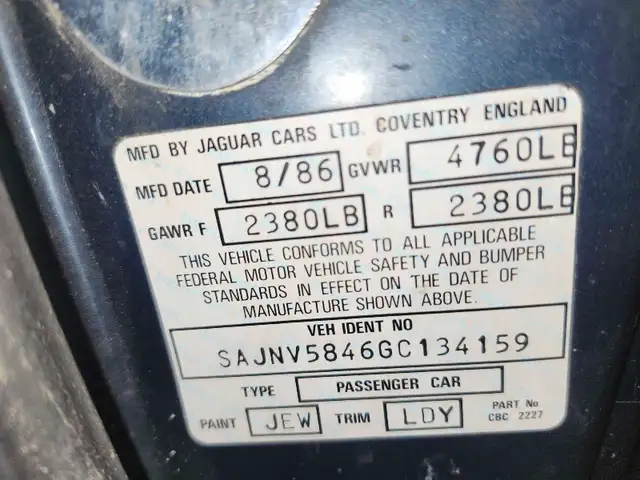 MFD BY JAGUAR CARS LTD. COVENTRY ENGLAND
MFD DATE 8/86 GVWR 4760LB
GAWR F 2380LB R 2380LB
THIS VEHICLE CONFORMS TO ALL APPLICABLE
FEDERAL MOTOR VEHICLE SAFETY AND BUMPER
STANDARDS IN EFFECT ON THE DATE OF
MANUFACTURE SHOWN ABOVE.
VEH IDENT NO
SAJNV5846GC134159
TYPE PASSENGER CAR
PAINT JEW TRIM LDY PART No
CBC 2227